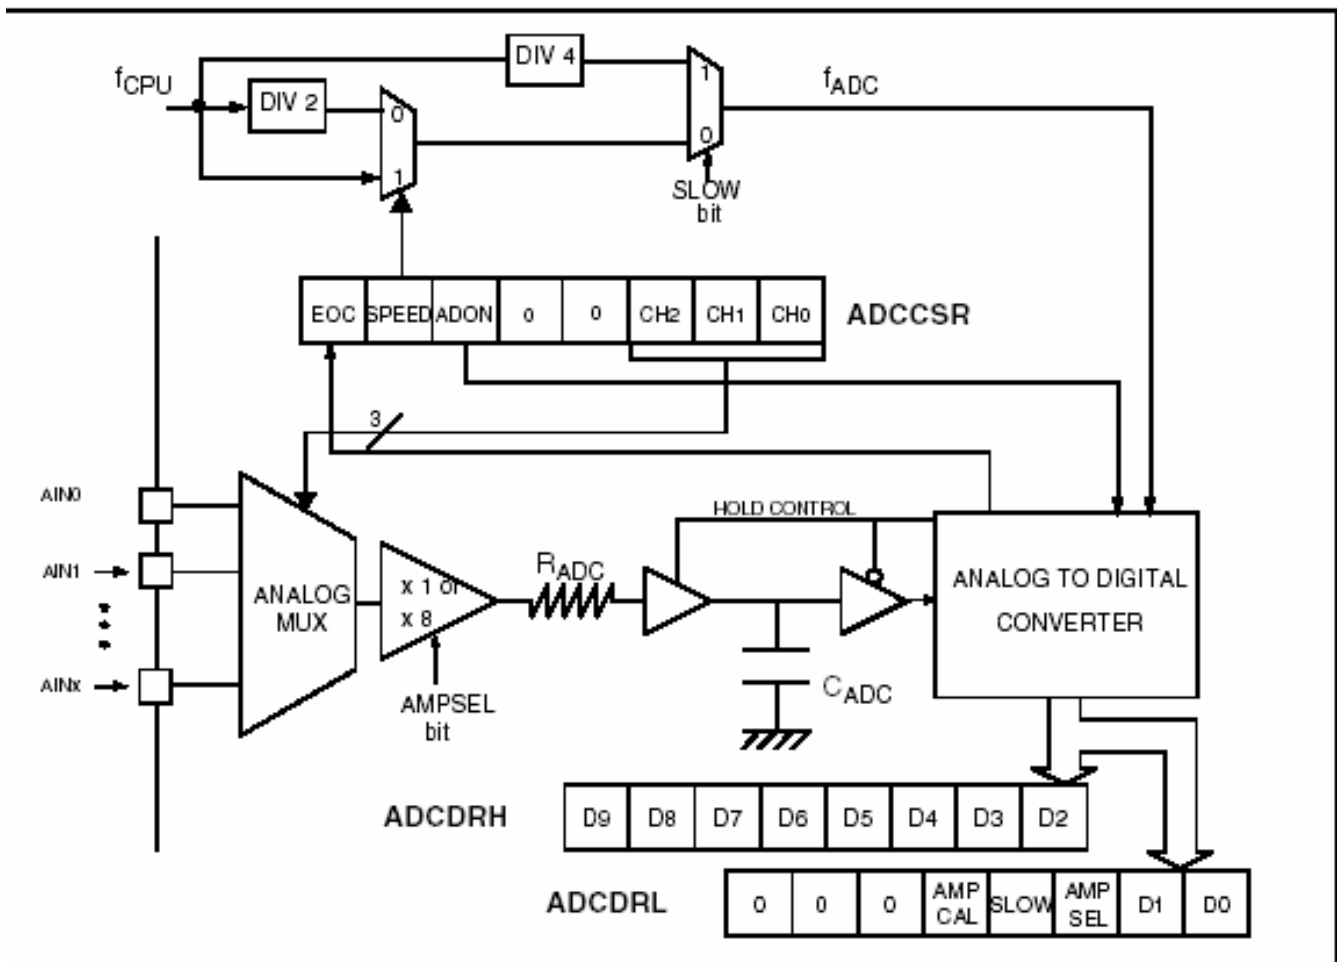 DIV 4
fCPU
DIV 2
0
1
1
0
fADC
SLOW
bit
EOC SPEED ADON 0 0 CH2 CH1 CH0
ADCCSR
3
AIN0
AIN1
AINx
ANALOG
MUX
x 1 or
x 8
AMPSEL
bit
RADC
HOLD CONTROL
CADC
ANALOG TO DIGITAL
CONVERTER
ADCDRH
D9 D8 D7 D6 D5 D4 D3 D2
ADCDRL
0 0 0 AMP CAL SLOW AMP SEL D1 D0